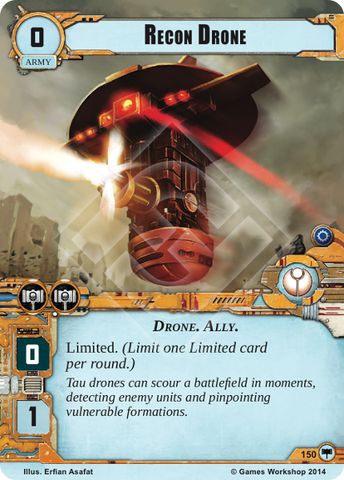 0
RECON DRONE
ARMY
DRONE. ALLY.
0
Limited. (Limit one Limited card
per round.)
Tau drones can scour a battlefield in moments,
detecting enemy units and pinpointing
vulnerable formations.
1
150
Illus. Erfian Asafat
© Games Workshop 2014